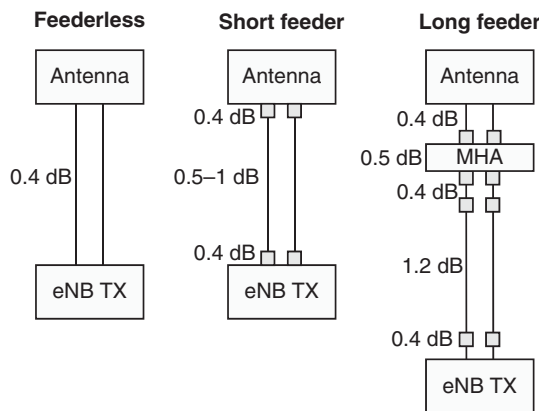 Feederless
Antenna
0.4 dB
eNB TX
Short feeder
Antenna
0.4 dB
0.5–1 dB
0.4 dB
eNB TX
Long feeder
Antenna
0.4 dB
0.5 dB
MHA
0.4 dB
1.2 dB
0.4 dB
eNB TX